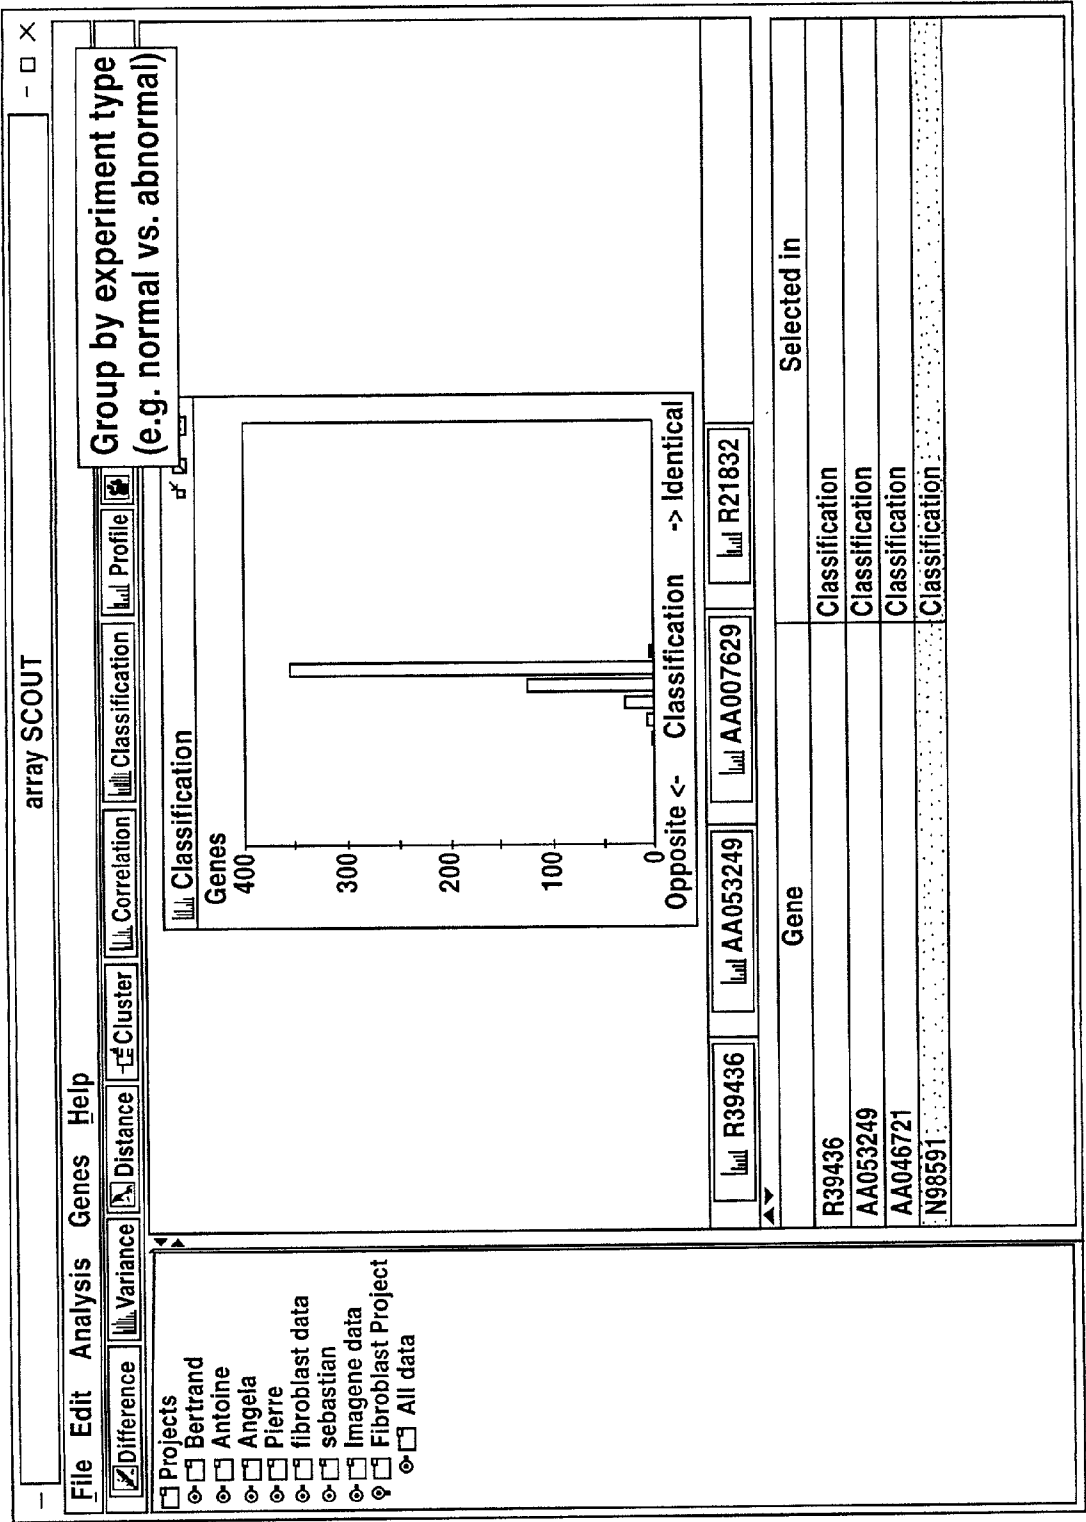 array SCOUT
File Edit Analysis Genes Help
Group by experiment type
(e.g. normal vs. abnormal)
Difference Variance Distance Cluster Correlation Classification Profile
Projects
Bertrand
Antoine
Angela
Pierre
fibroblast data
sebastian
Imagene data
Fibroblast Project
All data
Classification
Genes
400
300
200
100
0
Opposite <- Classification -> Identical
R39436 AA053249 AA007629 R21832
Gene Selected in
R39436 Classification
AA053249 Classification
AA046721 Classification
N98591 Classification